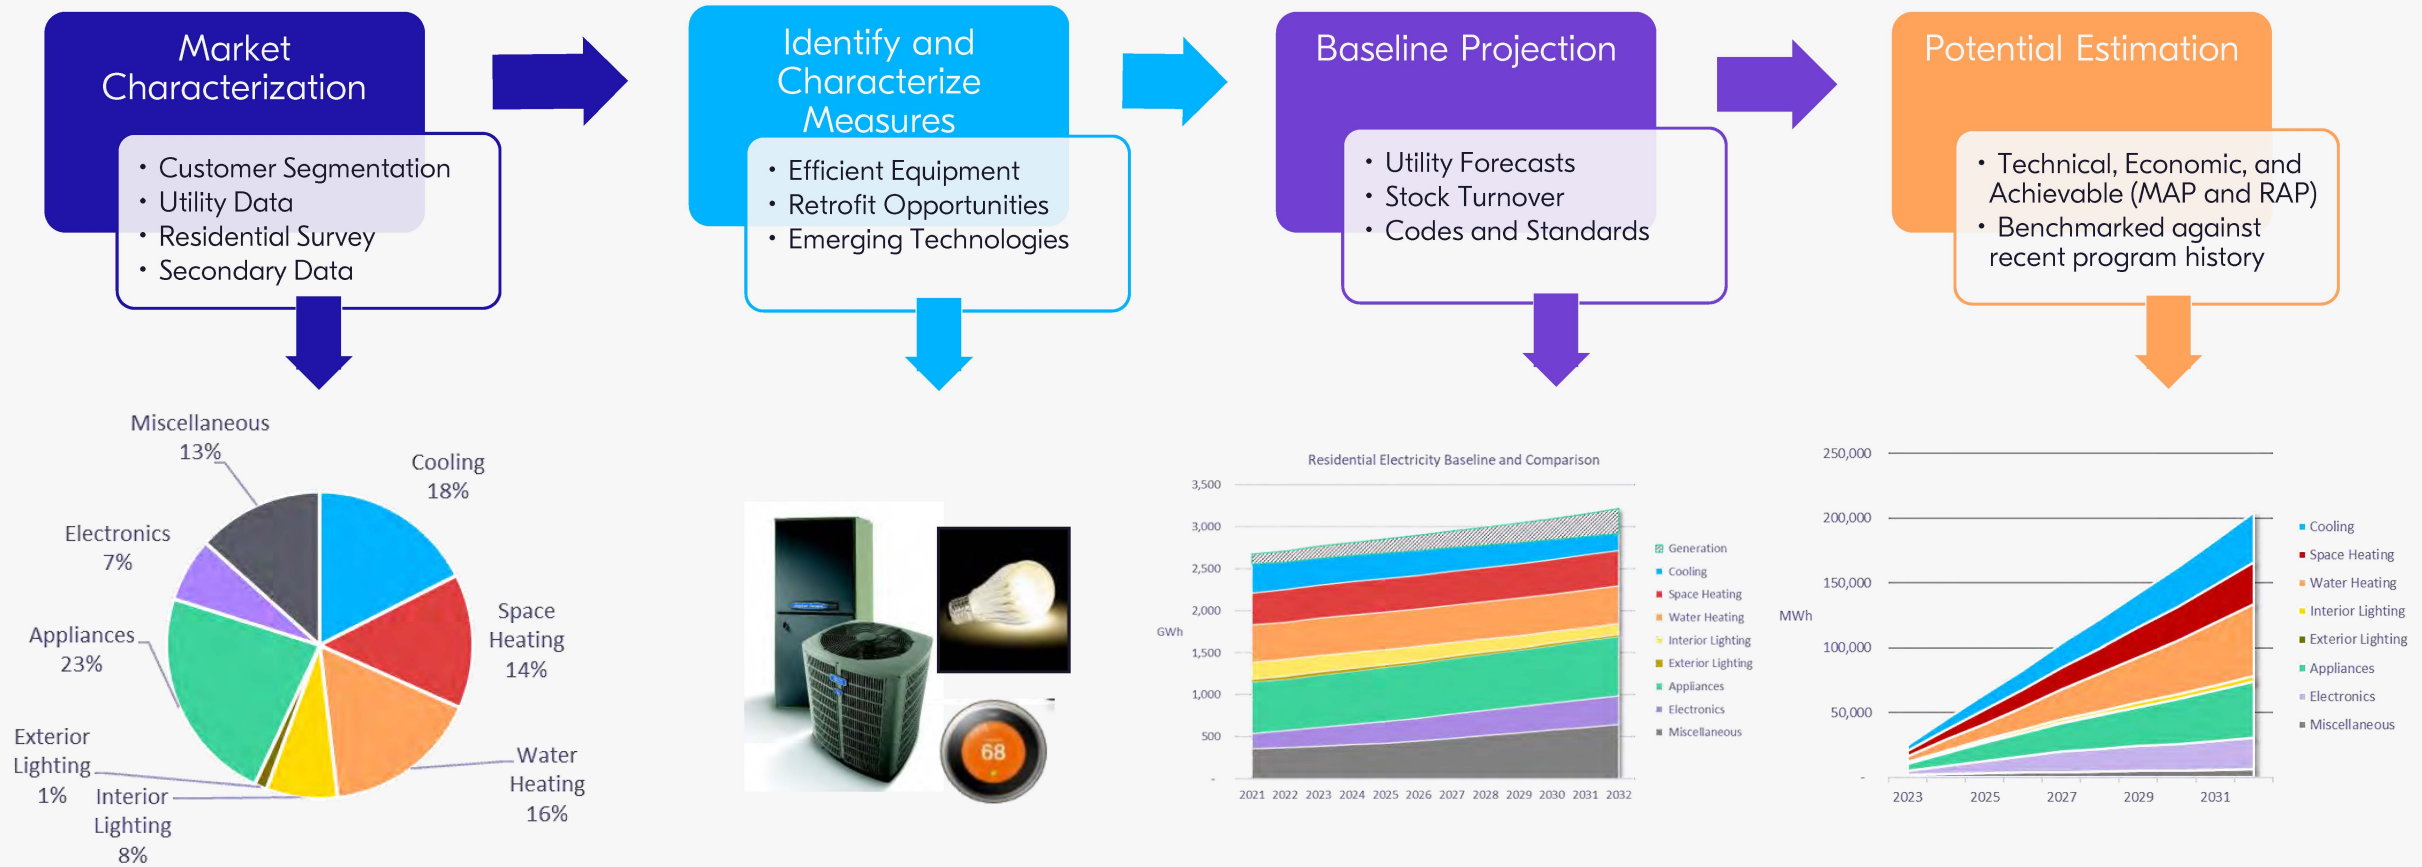 Market
Characterization
• Customer Segmentation
• Utility Data
• Residential Survey
• Secondary Data
Identify and
Characterize
Measures
• Efficient Equipment
• Retrofit Opportunities
• Emerging Technologies
Baseline Projection
• Utility Forecasts
• Stock Turnover
• Codes and Standards
Potential Estimation
• Technical, Economic, and
Achievable (MAP and RAP)
• Benchmarked against
recent program history
Miscellaneous
13%
Cooling
18%
Electronics
7%
Space
Heating
14%
Appliances
23%
Exterior
Lighting
1%
Interior
Lighting
8%
Water
Heating
16%
68
Residential Electricity Baseline and Comparison
3,500
3,000
2,500
2,000
GWh
1,500
1,000
500
-
2021 2022 2023 2024 2025 2026 2027 2028 2029 2030 2031 2032
Generation
Cooling
Space Heating
Water Heating
Interior Lighting
Exterior Lighting
Appliances
Electronics
Miscellaneous
250,000
200,000
150,000
MWh
100,000
50,000
-
2023 2025 2027 2029 2031
Cooling
Space Heating
Water Heating
Interior Lighting
Exterior Lighting
Appliances
Electronics
Miscellaneous